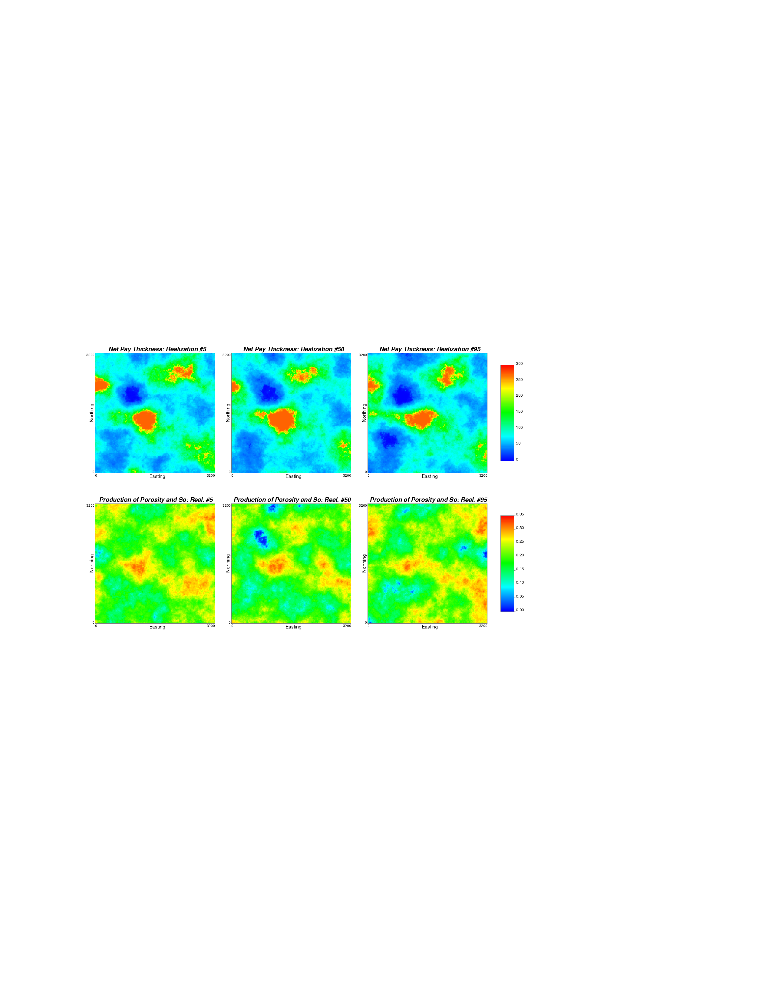 Net Pay Thickness: Realization #5
3200
Northing
0
0
Easting
3200
Net Pay Thickness: Realization #50
3200
Northing
0
0
Easting
3200
Net Pay Thickness: Realization #95
3200
Northing
0
0
Easting
3200
300
250
200
150
100
50
0
Production of Porosity and So: Real. #5
3200
Northing
0
0
Easting
3200
Production of Porosity and So: Real. #50
3200
Northing
0
0
Easting
3200
Production of Porosity and So: Real. #95
3200
Northing
0
0
Easting
3200
0.35
0.30
0.25
0.20
0.15
0.10
0.05
0.00